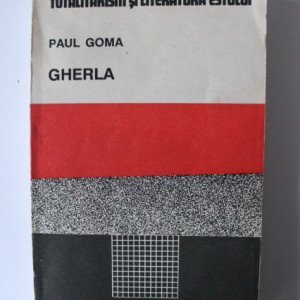 TOTALITARISM ȘI LITERATURA ESTULUI
PAUL GOMA
GHERLA